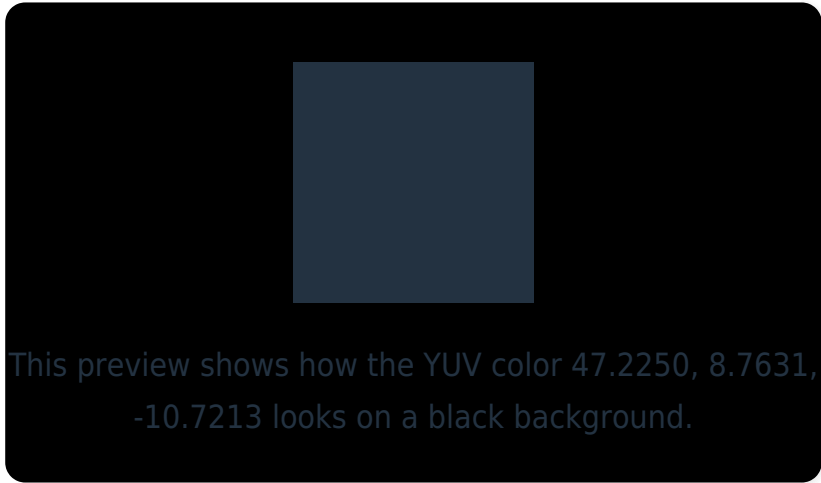 This preview shows how the YUV color 47.2250, 8.7631,
-10.7213 looks on a black background.